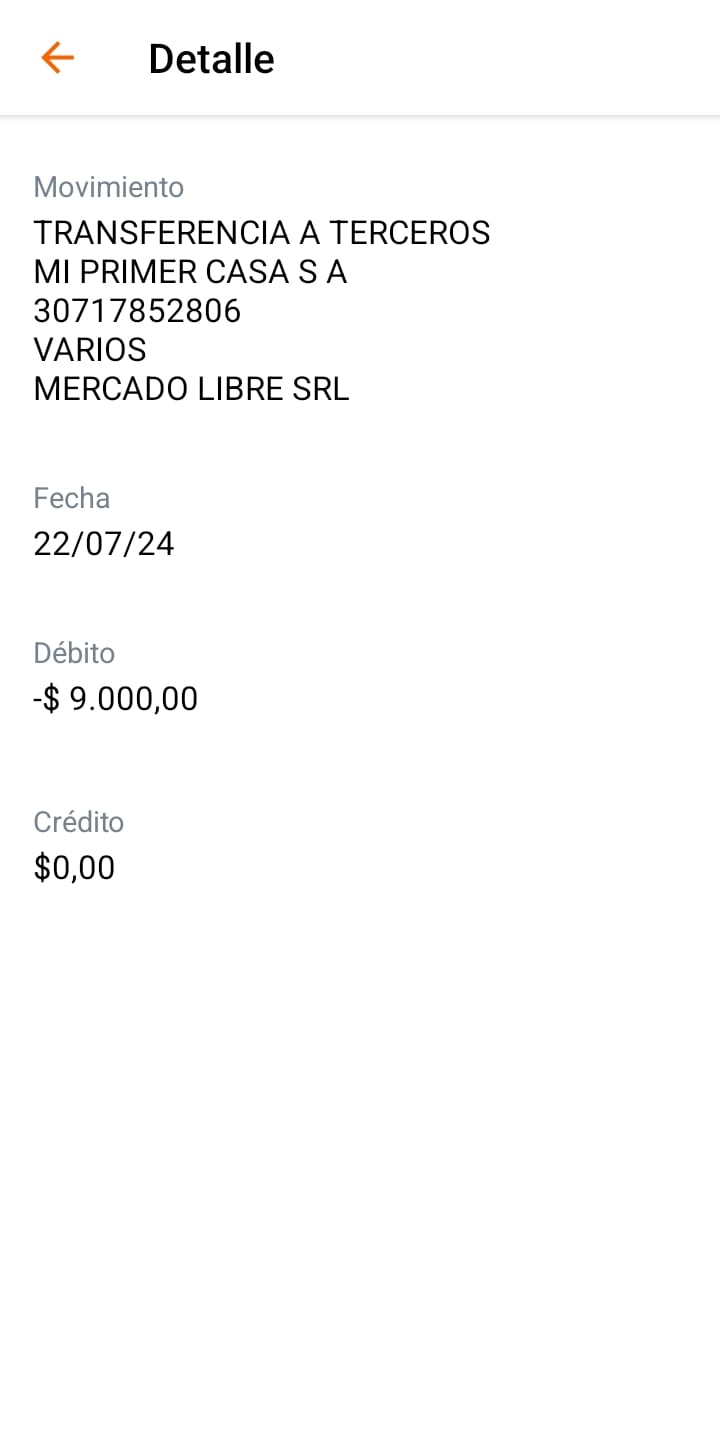 Detalle
Movimiento
TRANSFERENCIA A TERCEROS
MI PRIMER CASA S A
30717852806
VARIOS
MERCADO LIBRE SRL
Fecha
22/07/24
Débito
-$ 9.000,00
Crédito
$0,00